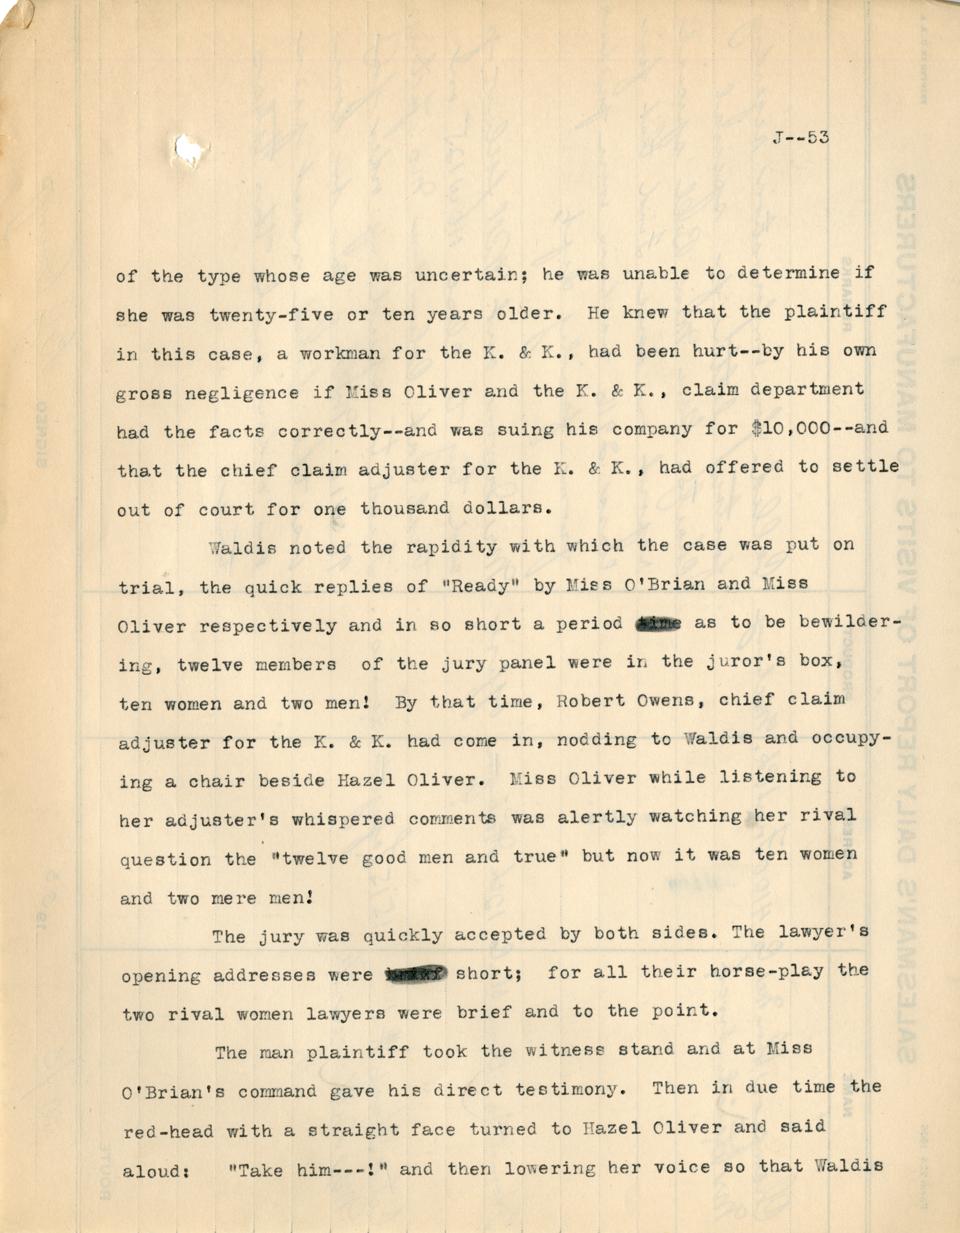 J--53
of the type whose age was uncertain; he was unable to determine if
she was twenty-five or ten years older.  He knew that the plaintiff
in this case, a workman for the K. & K., had been hurt--by his own
gross negligence if Miss Oliver and the K. & K., claim department
had the facts correctly--and was suing his company for $10,000--and
that the chief claim adjuster for the K. & K., had offered to settle
out of court for one thousand dollars.
Waldis noted the rapidity with which the case was put on
trial, the quick replies of "Ready" by Miss O'Brian and Miss
Oliver respectively and in so short a period time as to be bewilder-
ing, twelve members  of the jury panel were in the juror's box,
ten women and two men!  By that time, Robert Owens, chief claim
adjuster for the K. & K. had come in, nodding to Waldis and occupy-
ing a chair beside Hazel Oliver.  Miss Oliver while listening to
her adjuster's whispered comments was alertly watching her rival
question the "twelve good men and true" but now it was ten women
and two mere men!
The jury was quickly accepted by both sides. The lawyer's
opening addresses were short;  for all their horse-play the
two rival women lawyers were brief and to the point.
The man plaintiff took the witness stand and at Miss
O'Brian's command gave his direct testimony.  Then in due time the
red-head with a straight face turned to Hazel Oliver and said
aloud:  "Take him---!" and then lowering her voice so that Waldis
SALESMAN'S DAILY REPORT OF VISITS TO MANUFACTURERS